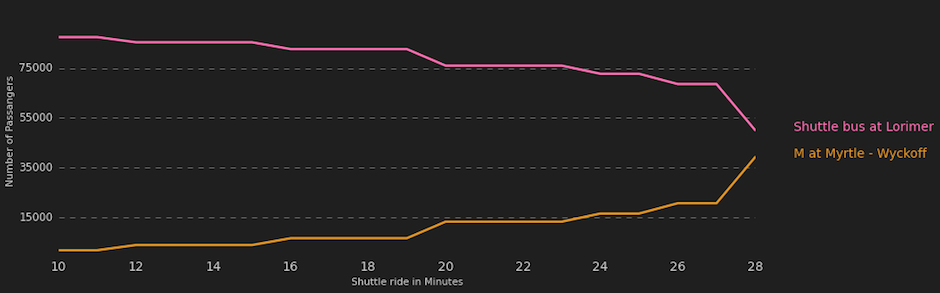 75000
55000
35000
15000
Number of Passangers
10 12 14 16 18 20 22 24 26 28
Shuttle ride in Minutes
Shuttle bus at Lorimer
M at Myrtle - Wyckoff